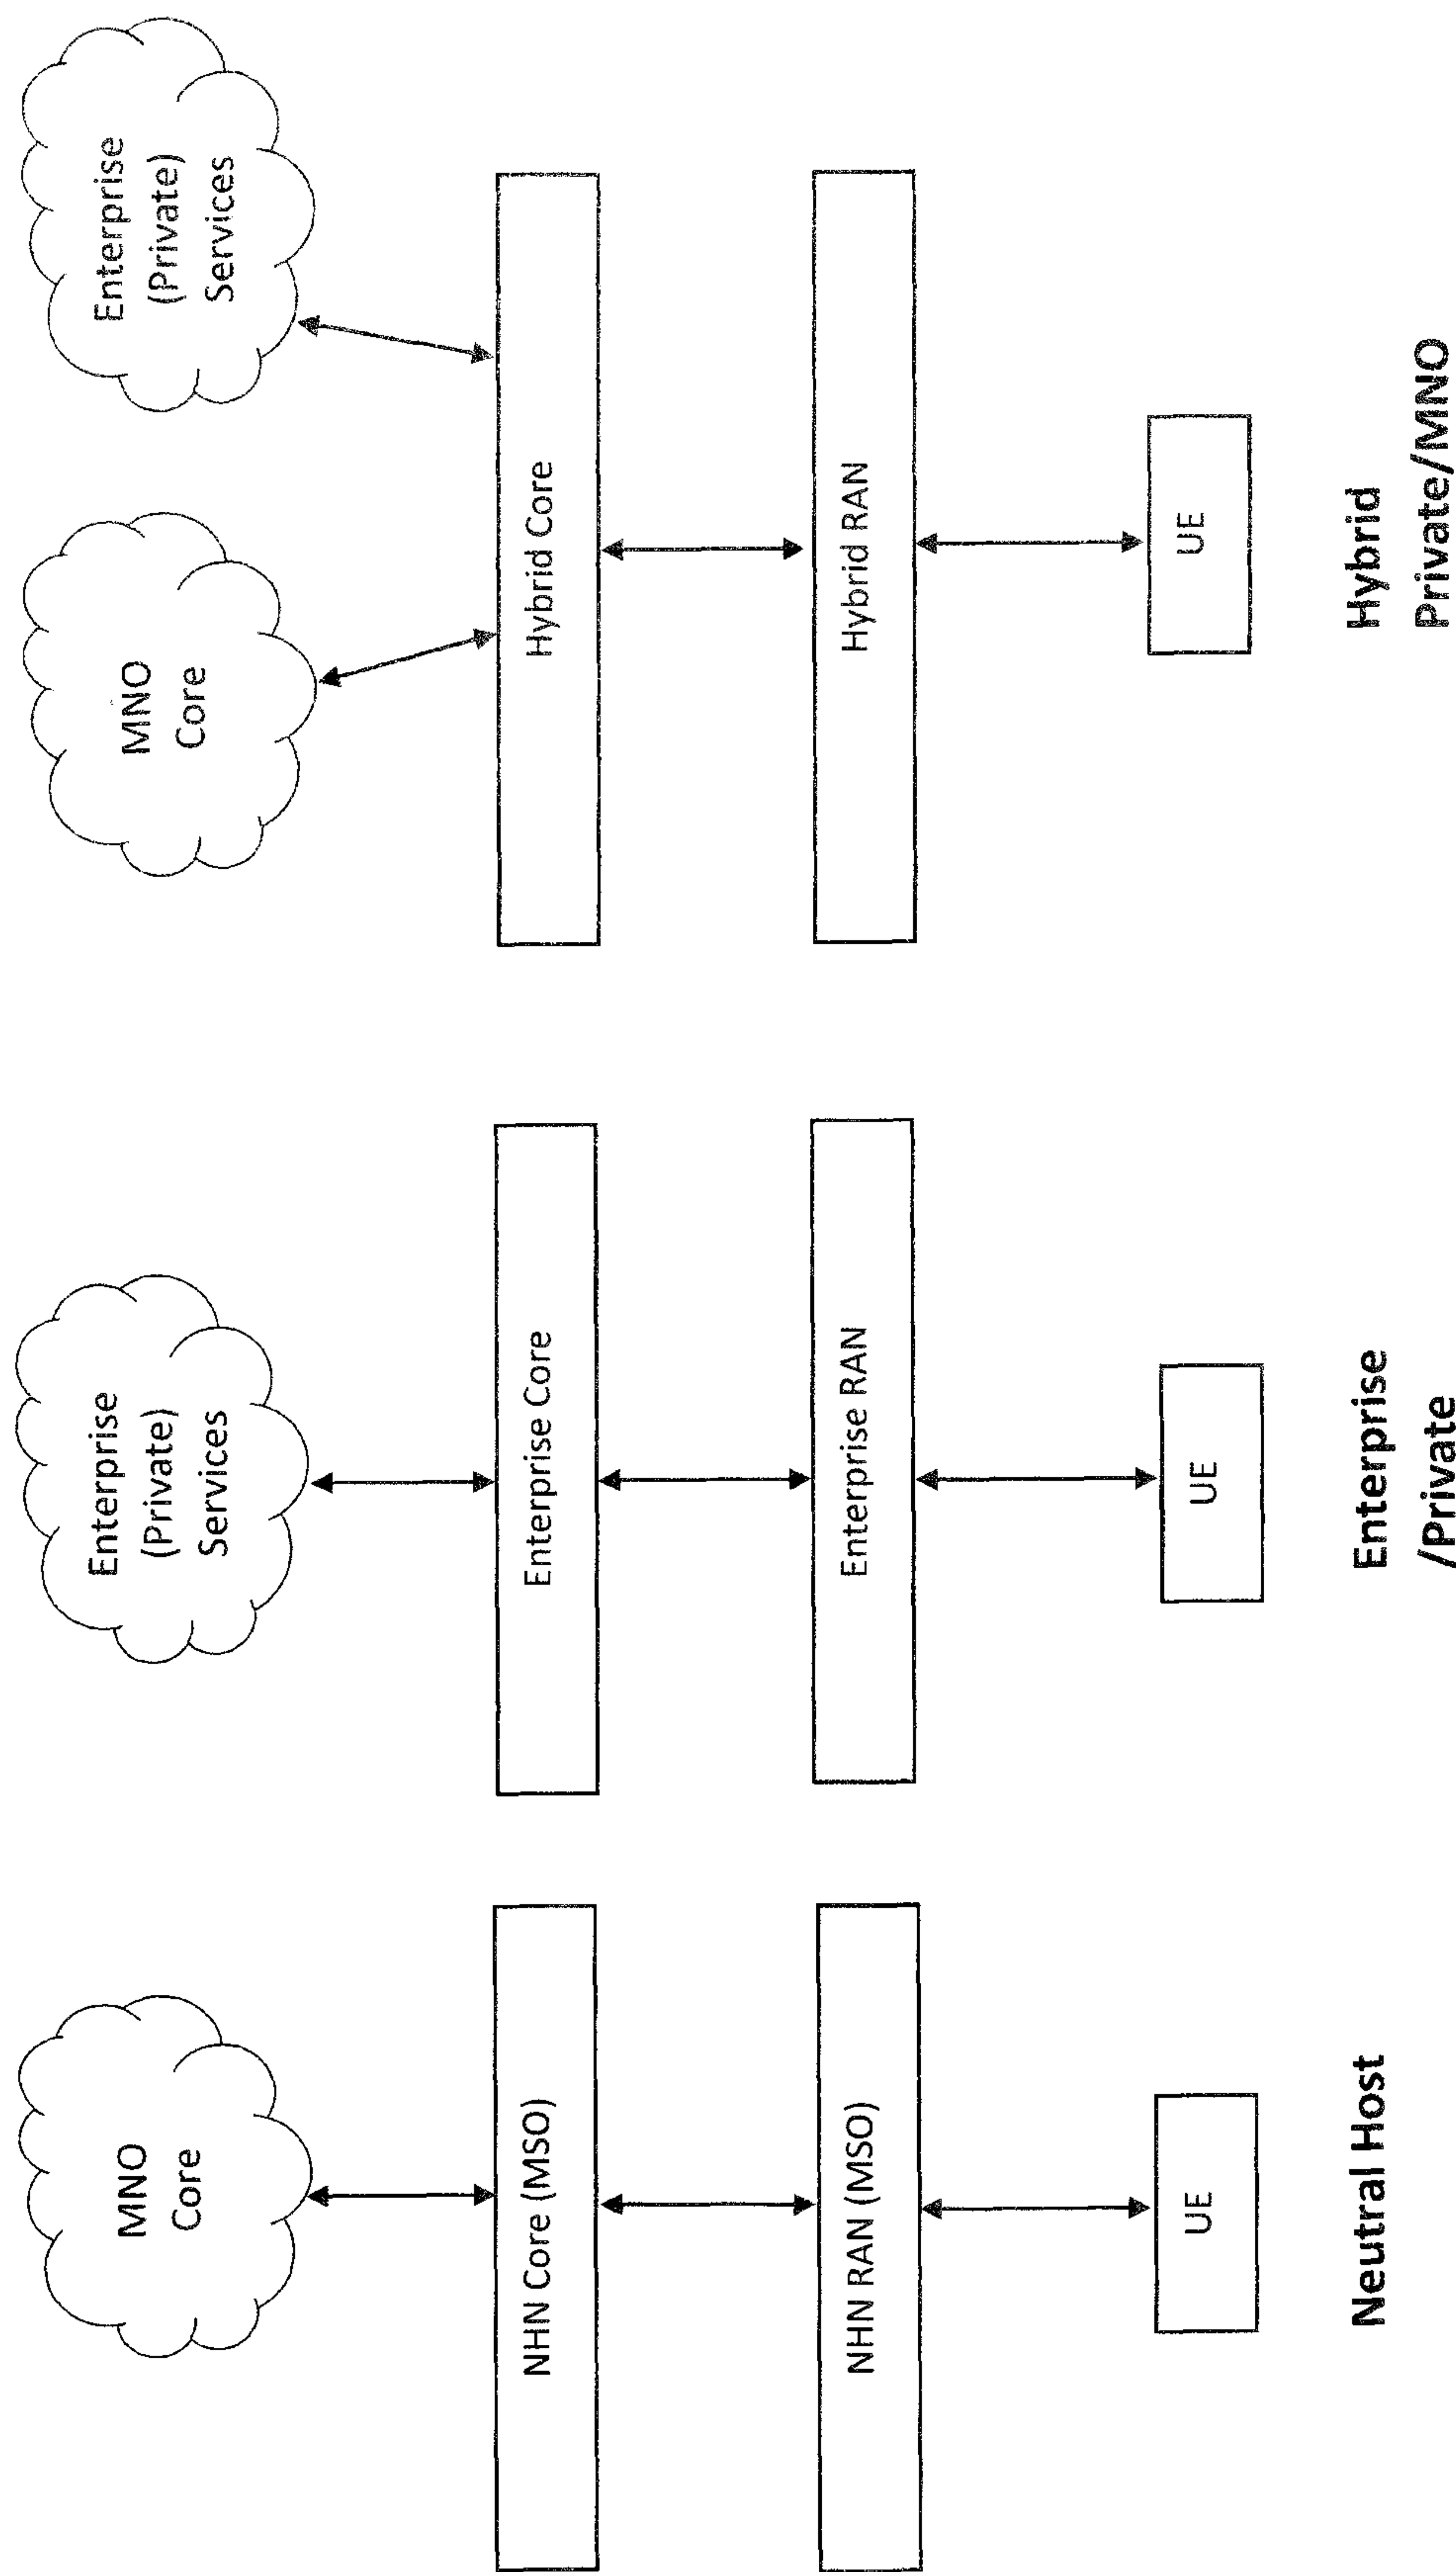 MNO
Core
NHN Core (MSO)
NHN RAN (MSO)
UE
Neutral Host
Enterprise
(Private)
Services
Enterprise Core
Enterprise RAN
UE
Enterprise
/Private
MNO
Core
Enterprise
(Private)
Services
Hybrid Core
Hybrid RAN
UE
Hybrid
Private/MNO